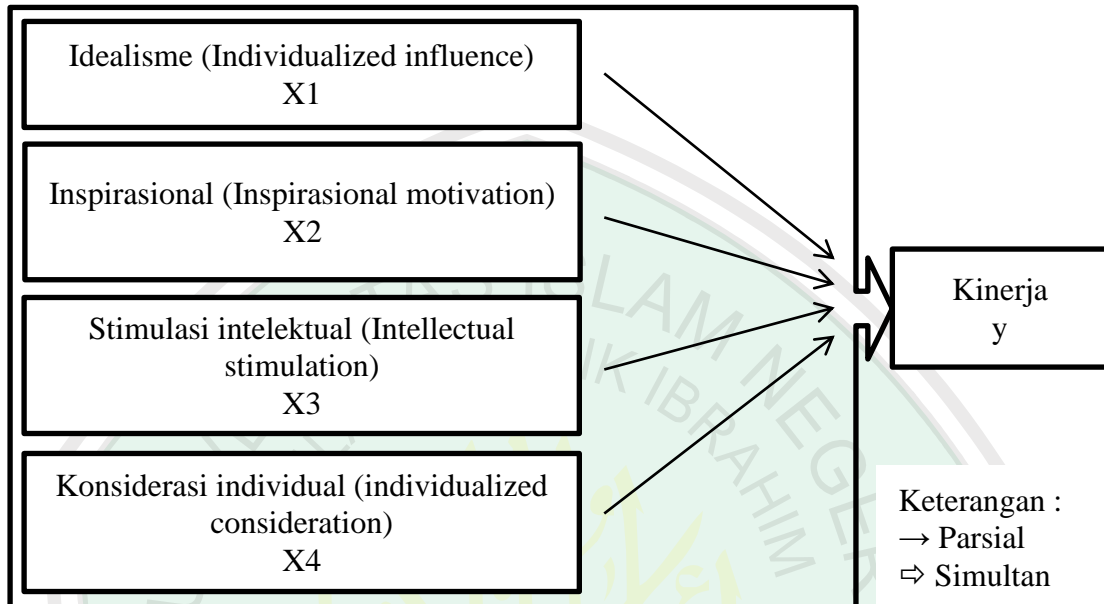 Idealisme (Individualized influence)
X1
Inspirasional (Inspirasional motivation)
X2
Stimulasi intelektual (Intellectual
stimulation)
X3
Konsiderasi individual (individualized
consideration)
X4
Kinerja
y
Keterangan :
→ Parsial
⇨ Simultan